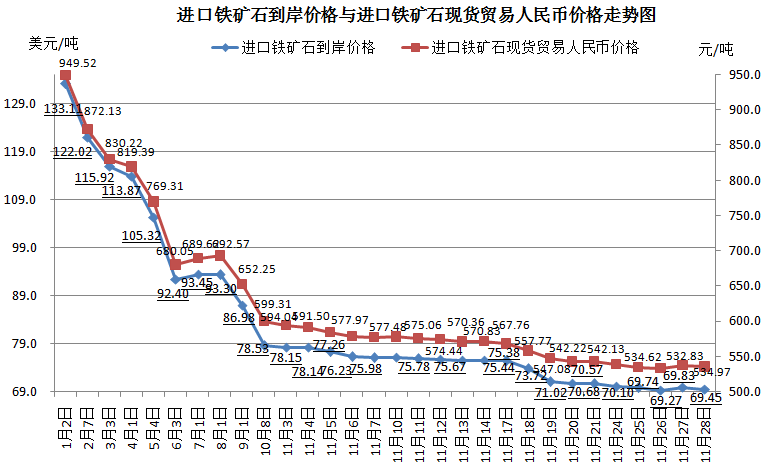 进口铁矿石到岸价格与进口铁矿石现货贸易人民币价格走势图
美元/吨
进口铁矿石到岸价格
进口铁矿石现货贸易人民币价格
元/吨
129.0
119.0
109.0
99.0
89.0
79.0
69.0
950.0
900.0
850.0
800.0
750.0
700.0
650.0
600.0
550.0
500.0
949.52
872.13
830.22
819.39
769.31
680.05
692.57
652.25
599.31
594.04
591.50
577.97
577.48
575.06
574.44
570.36
570.83
567.76
557.77
547.08
542.22
542.13
534.62
532.83
534.97
133.11
122.02
115.92
113.87
105.32
92.40
93.45
93.30
86.98
78.53
78.15
78.14
77.26
76.23
75.98
75.78
75.67
75.44
75.38
73.72
71.02
70.68
70.57
70.10
69.74
69.27
69.83
69.45
1月2日
2月7日
3月3日
4月1日
5月4日
6月3日
7月1日
8月1日
9月1日
10月8日
11月3日
11月4日
11月5日
11月6日
11月7日
11月10日
11月11日
11月12日
11月13日
11月14日
11月17日
11月18日
11月19日
11月20日
11月21日
11月24日
11月25日
11月26日
11月27日
11月28日